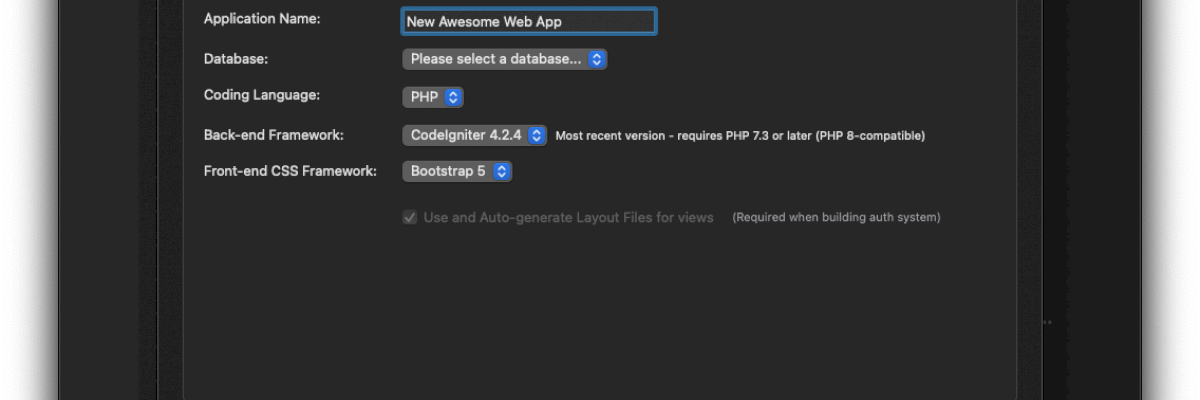 Application Name: New Awesome Web App
Database: Please select a database...
Coding Language: PHP
Back-end Framework: CodeIgniter 4.2.4 Most recent version - requires PHP 7.3 or later (PHP 8-compatible)
Front-end CSS Framework: Bootstrap 5
Use and Auto-generate Layout Files for views (Required when building auth system)